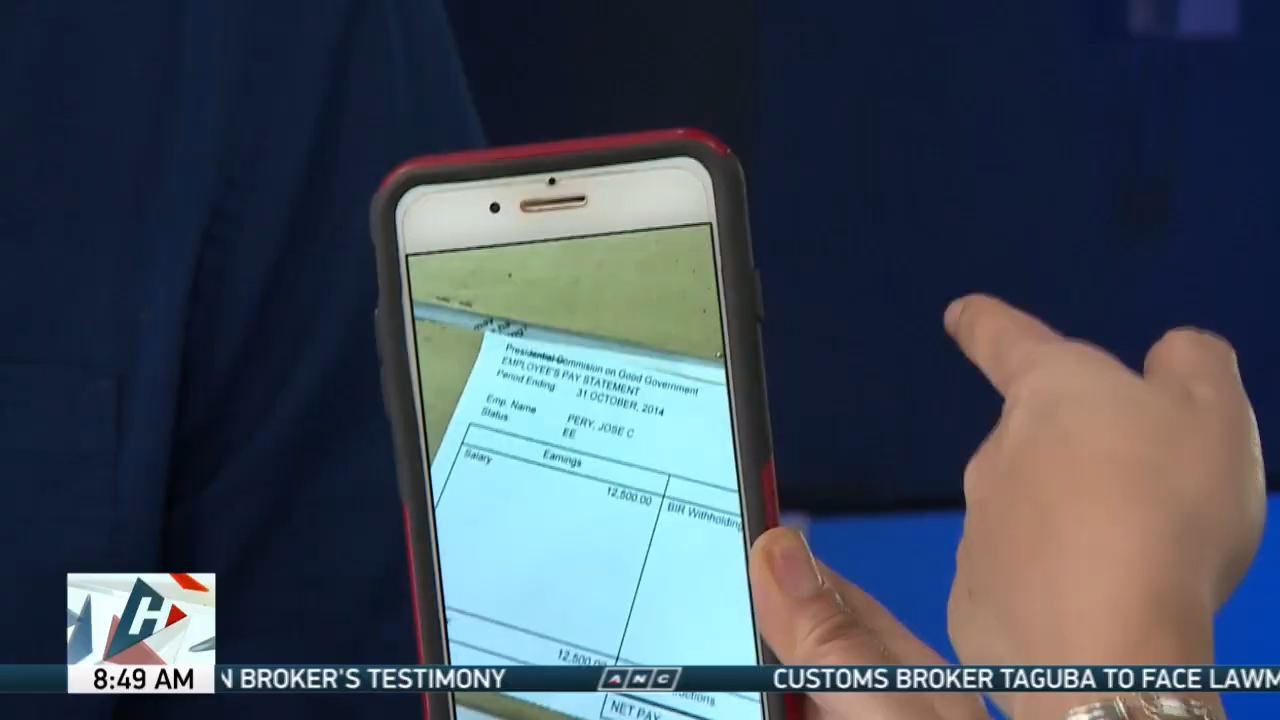 Presidential Commision on Good Government
EMPLOYEE'S PAY STATEMENT
Period Ending 31 OCTOBER, 2014
Emp. Name PERY, JOSE C
Status EE
Earnings
Salary
12,500.00 BIR Withholding
12,500.00
NET PAY
H
8:49 AM N BROKER'S TESTIMONY ANC CUSTOMS BROKER TAGUBA TO FACE LAWM